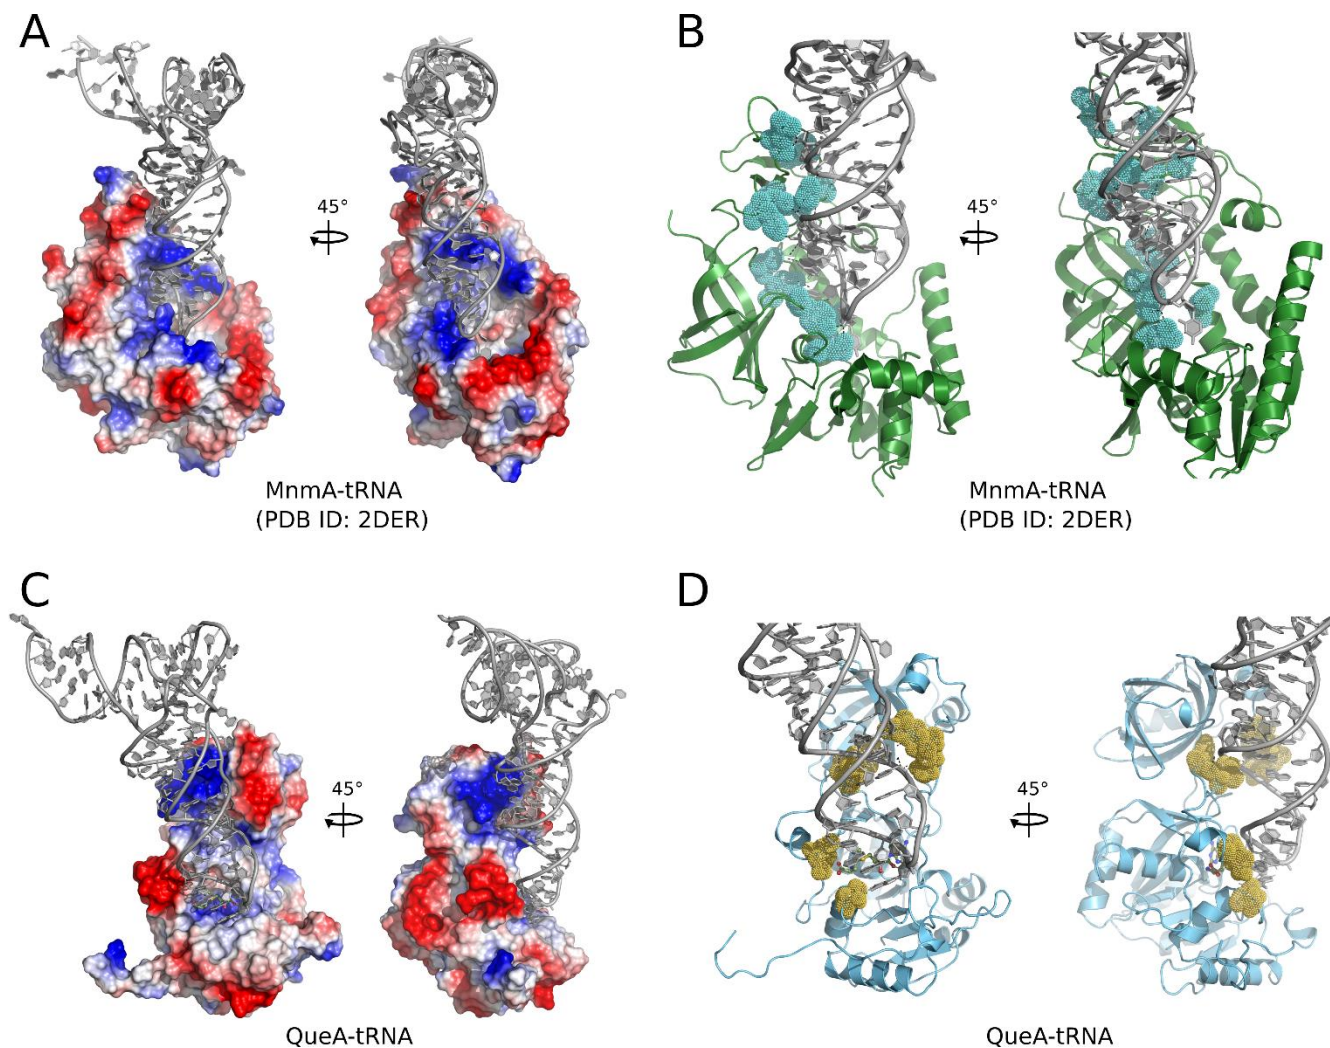 A
B
45°
45°
MnmA-tRNA
(PDB ID: 2DER)
MnmA-tRNA
(PDB ID: 2DER)
C
D
45°
45°
QueA-tRNA
QueA-tRNA